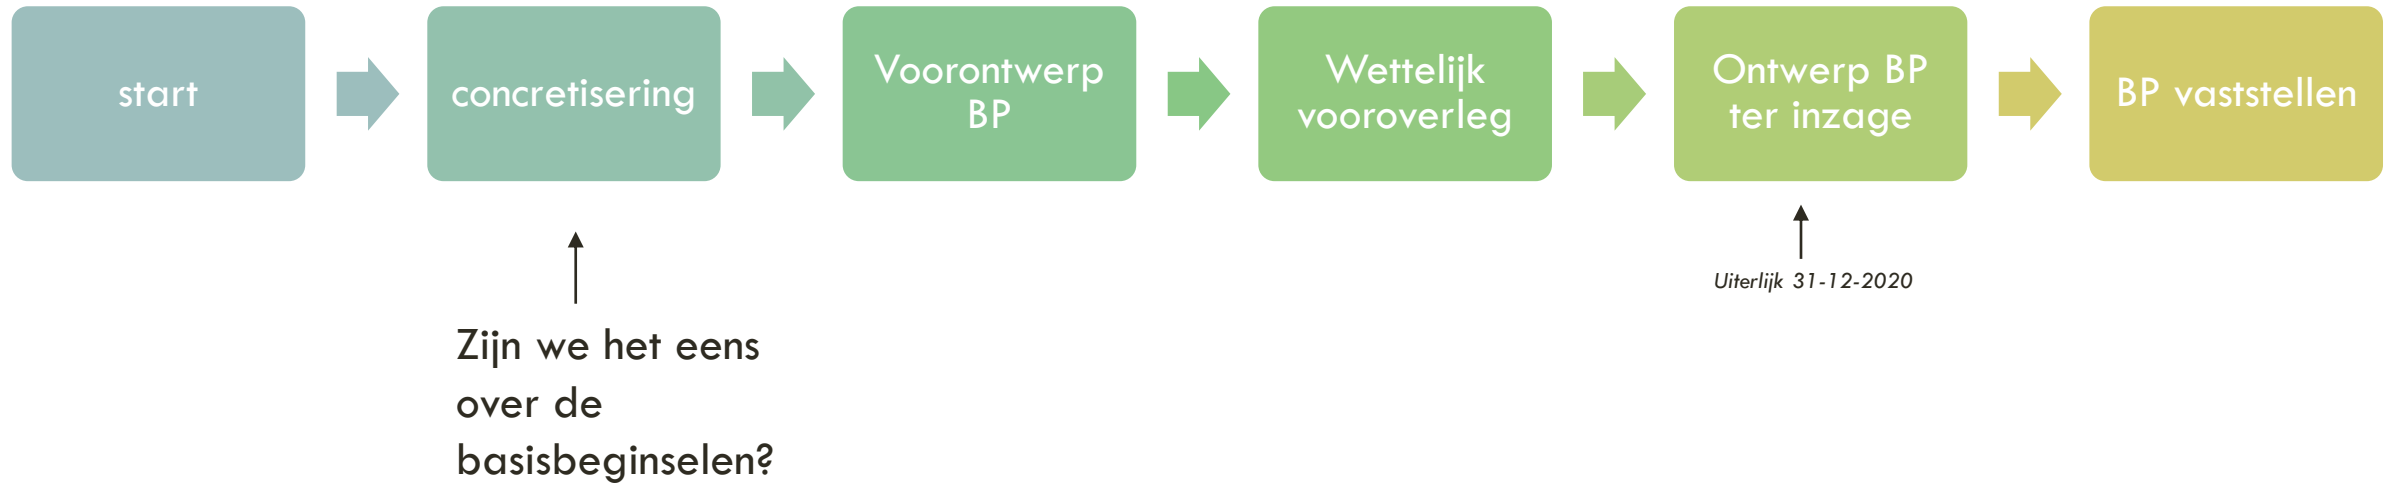 start
concretisering
Voorontwerp
BP
Wettelijk
vooroverleg
Ontwerp BP
ter inzage
BP vaststellen
Zijn we het eens
over de
basisbeginselen?
Uiterlijk 31-12-2020